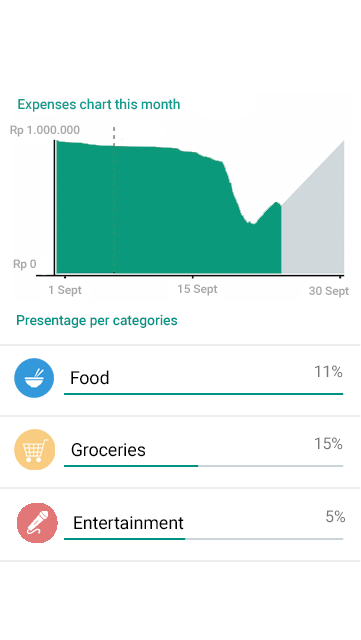 Expenses chart this month
Rp 1.000.000
Rp 0
1 Sept
15 Sept
30 Sept
Presentage per categories
Food
11%
Groceries
15%
Entertainment
5%